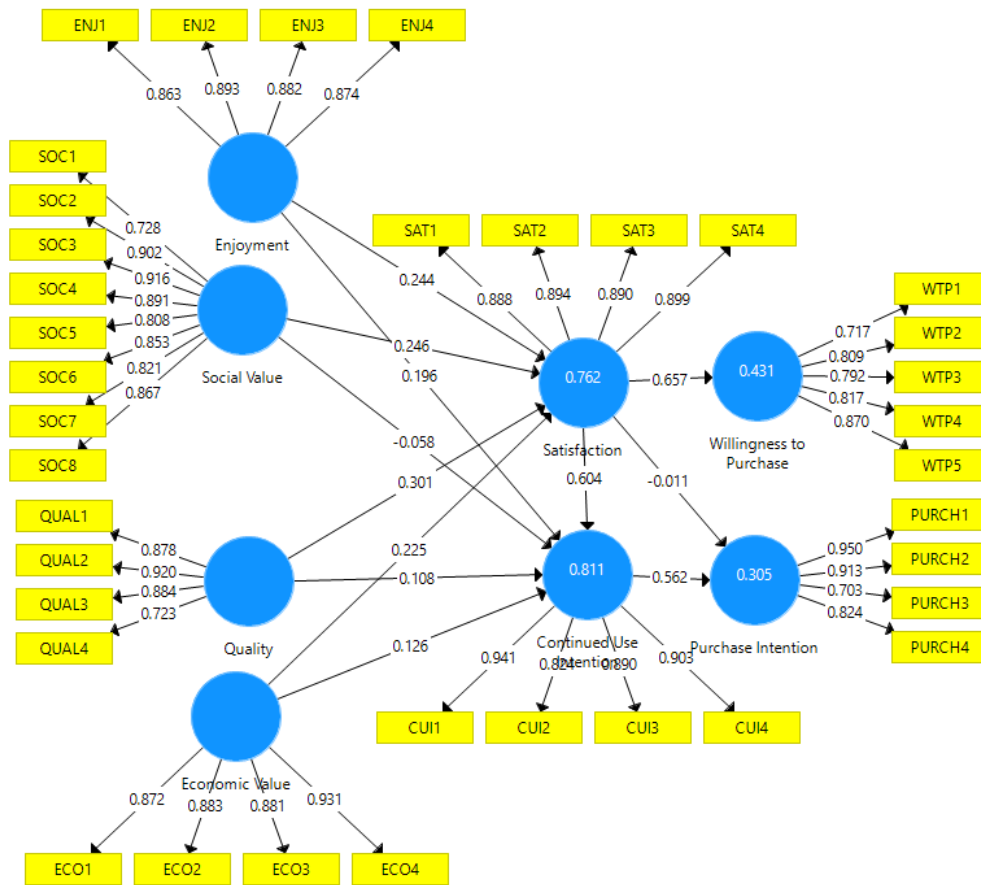 ENJ1
ENJ2
ENJ3
ENJ4
0.863
0.893
0.882
0.874
Enjoyment
SOC1
SOC2
SOC3
SOC4
SOC5
SOC6
SOC7
SOC8
0.728
0.902
0.916
0.891
0.808
0.853
0.821
0.867
Social Value
SAT1
SAT2
SAT3
SAT4
0.888
0.894
0.890
0.899
0.244
0.246
0.196
-0.058
0.762
Satisfaction
0.657
0.431
Willingness to
Purchase
WTP1
WTP2
WTP3
WTP4
WTP5
0.717
0.809
0.792
0.817
0.870
0.604
-0.011
QUAL1
QUAL2
QUAL3
QUAL4
0.878
0.920
0.884
0.723
Quality
0.301
0.225
0.108
0.126
0.811
Continued Use
Intention
0.562
0.305
Purchase Intention
PURCH1
PURCH2
PURCH3
PURCH4
0.950
0.913
0.703
0.824
0.941
0.824
0.890
0.903
CUI1
CUI2
CUI3
CUI4
Economic Value
0.872
0.883
0.881
0.931
ECO1
ECO2
ECO3
ECO4